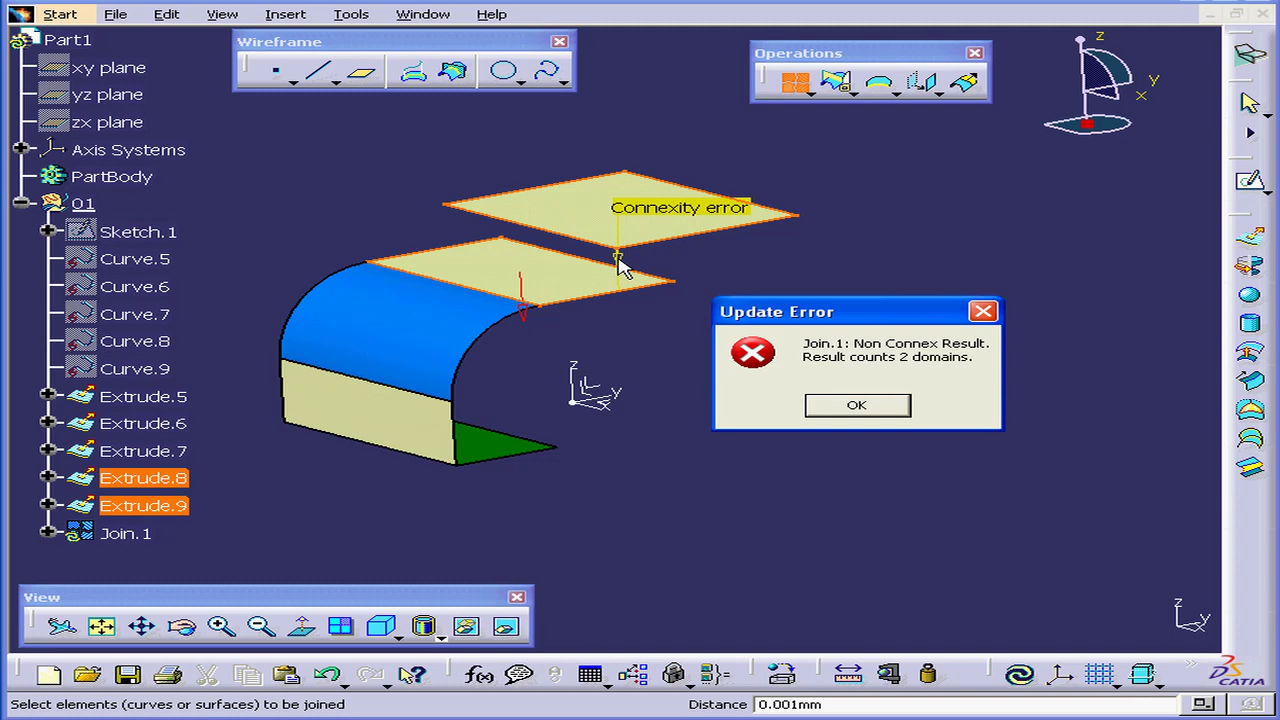 Start File Edit View Insert Tools Window Help
Part1
xy plane
yz plane
zx plane
Axis Systems
PartBody
01
Sketch.1
Curve.5
Curve.6
Curve.7
Curve.8
Curve.9
Extrude.5
Extrude.6
Extrude.7
Extrude.8
Extrude.9
Join.1
Wireframe
Operations
z
y
x
Connexity error
Update Error
Join.1: Non Connex Result.
Result counts 2 domains.
OK
z
y
x
z
y
View
f(x)
CATIA
Select elements (curves or surfaces) to be joined
Distance 0.001mm